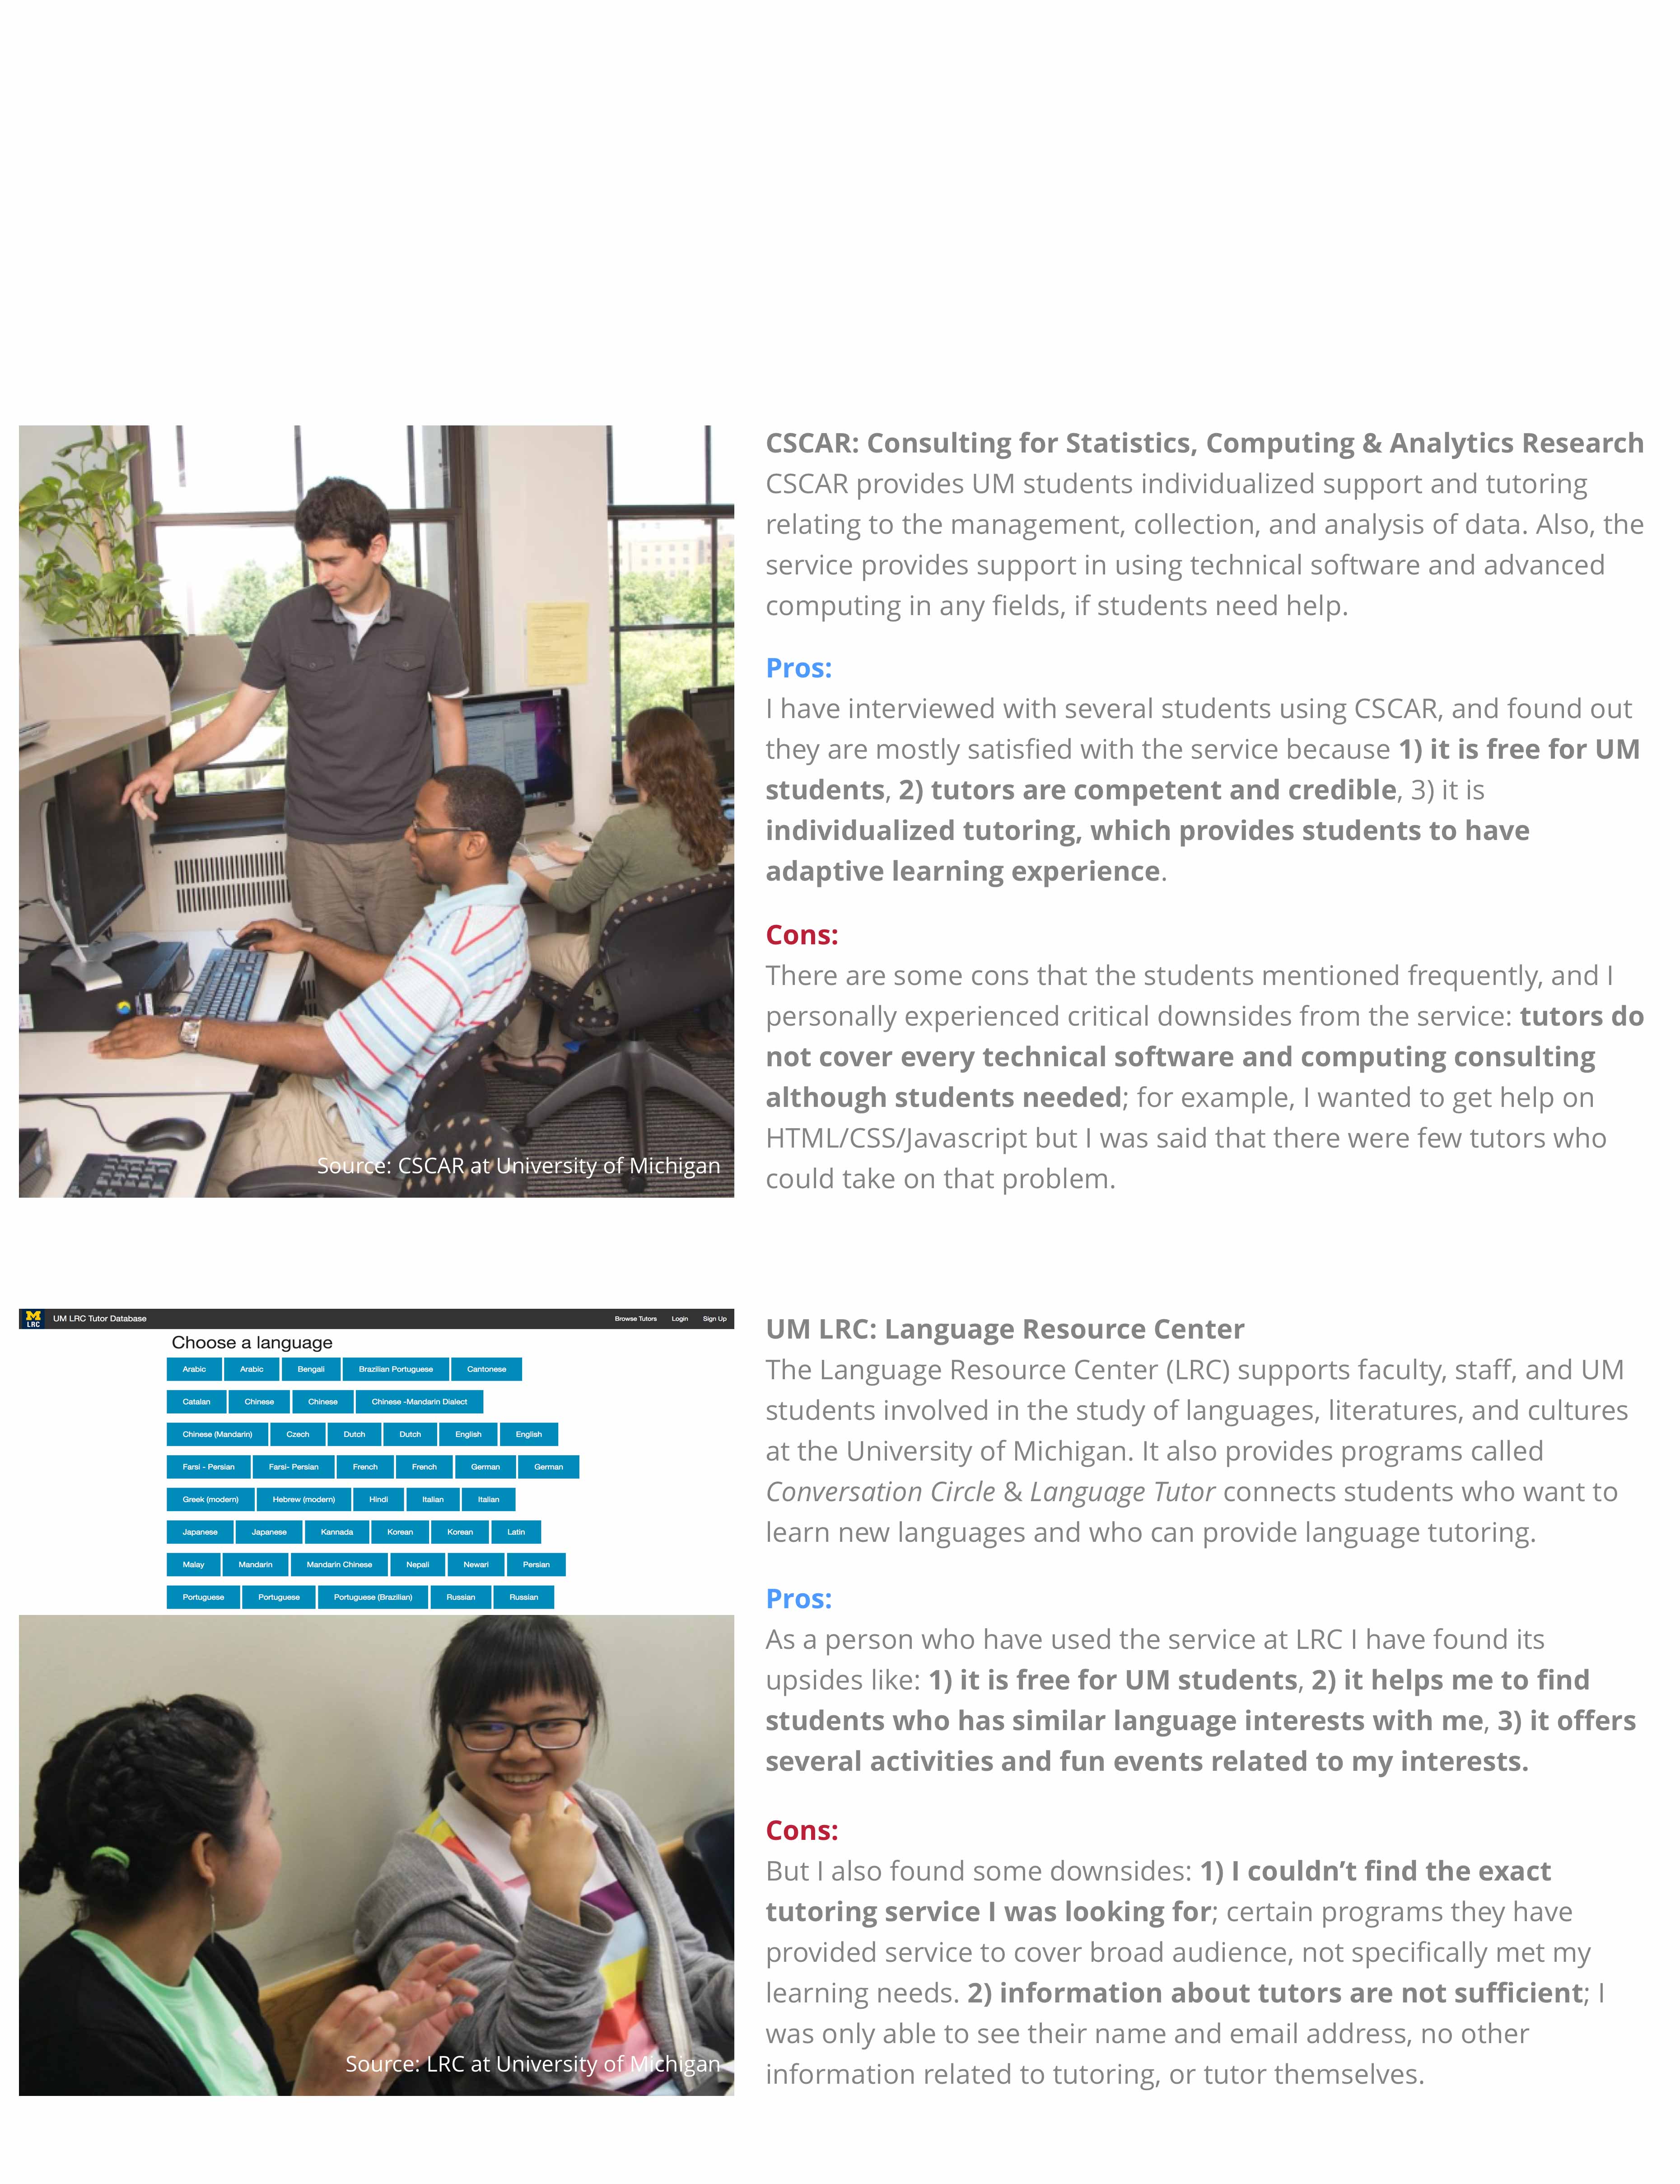 CSCAR: Consulting for Statistics, Computing & Analytics Research
CSCAR provides UM students individualized support and tutoring
relating to the management, collection, and analysis of data. Also, the
service provides support in using technical software and advanced
computing in any fields, if students need help.
Pros:
I have interviewed with several students using CSCAR, and found out
they are mostly satisfied with the service because 1) it is free for UM
students, 2) tutors are competent and credible, 3) it is
individualized tutoring, which provides students to have
adaptive learning experience.
Cons:
There are some cons that the students mentioned frequently, and I
personally experienced critical downsides from the service: tutors do
not cover every technical software and computing consulting
although students needed; for example, I wanted to get help on
HTML/CSS/Javascript but I was said that there were few tutors who
could take on that problem.
Source: CSCAR at University of Michigan
M LRC UM LRC Tutor Database Browse Tutors Login Sign Up
Choose a language
Arabic Arabic Bengali Brazilian Portuguese Cantonese
Catalan Chinese Chinese Chinese -Mandarin Dialect
Chinese (Mandarin) Czech Dutch Dutch English English
Farsi - Persian Farsi- Persian French French German German
Greek (modern) Hebrew (modern) Hindi Italian Italian
Japanese Japanese Kannada Korean Korean Latin
Malay Mandarin Mandarin Chinese Nepali Newari Persian
Portuguese Portuguese Portuguese (Brazilian) Russian Russian
Source: LRC at University of Michigan
UM LRC: Language Resource Center
The Language Resource Center (LRC) supports faculty, staff, and UM
students involved in the study of languages, literatures, and cultures
at the University of Michigan. It also provides programs called
Conversation Circle & Language Tutor connects students who want to
learn new languages and who can provide language tutoring.
Pros:
As a person who have used the service at LRC I have found its
upsides like: 1) it is free for UM students, 2) it helps me to find
students who has similar language interests with me, 3) it offers
several activities and fun events related to my interests.
Cons:
But I also found some downsides: 1) I couldn’t find the exact
tutoring service I was looking for; certain programs they have
provided service to cover broad audience, not specifically met my
learning needs. 2) information about tutors are not sufficient; I
was only able to see their name and email address, no other
information related to tutoring, or tutor themselves.